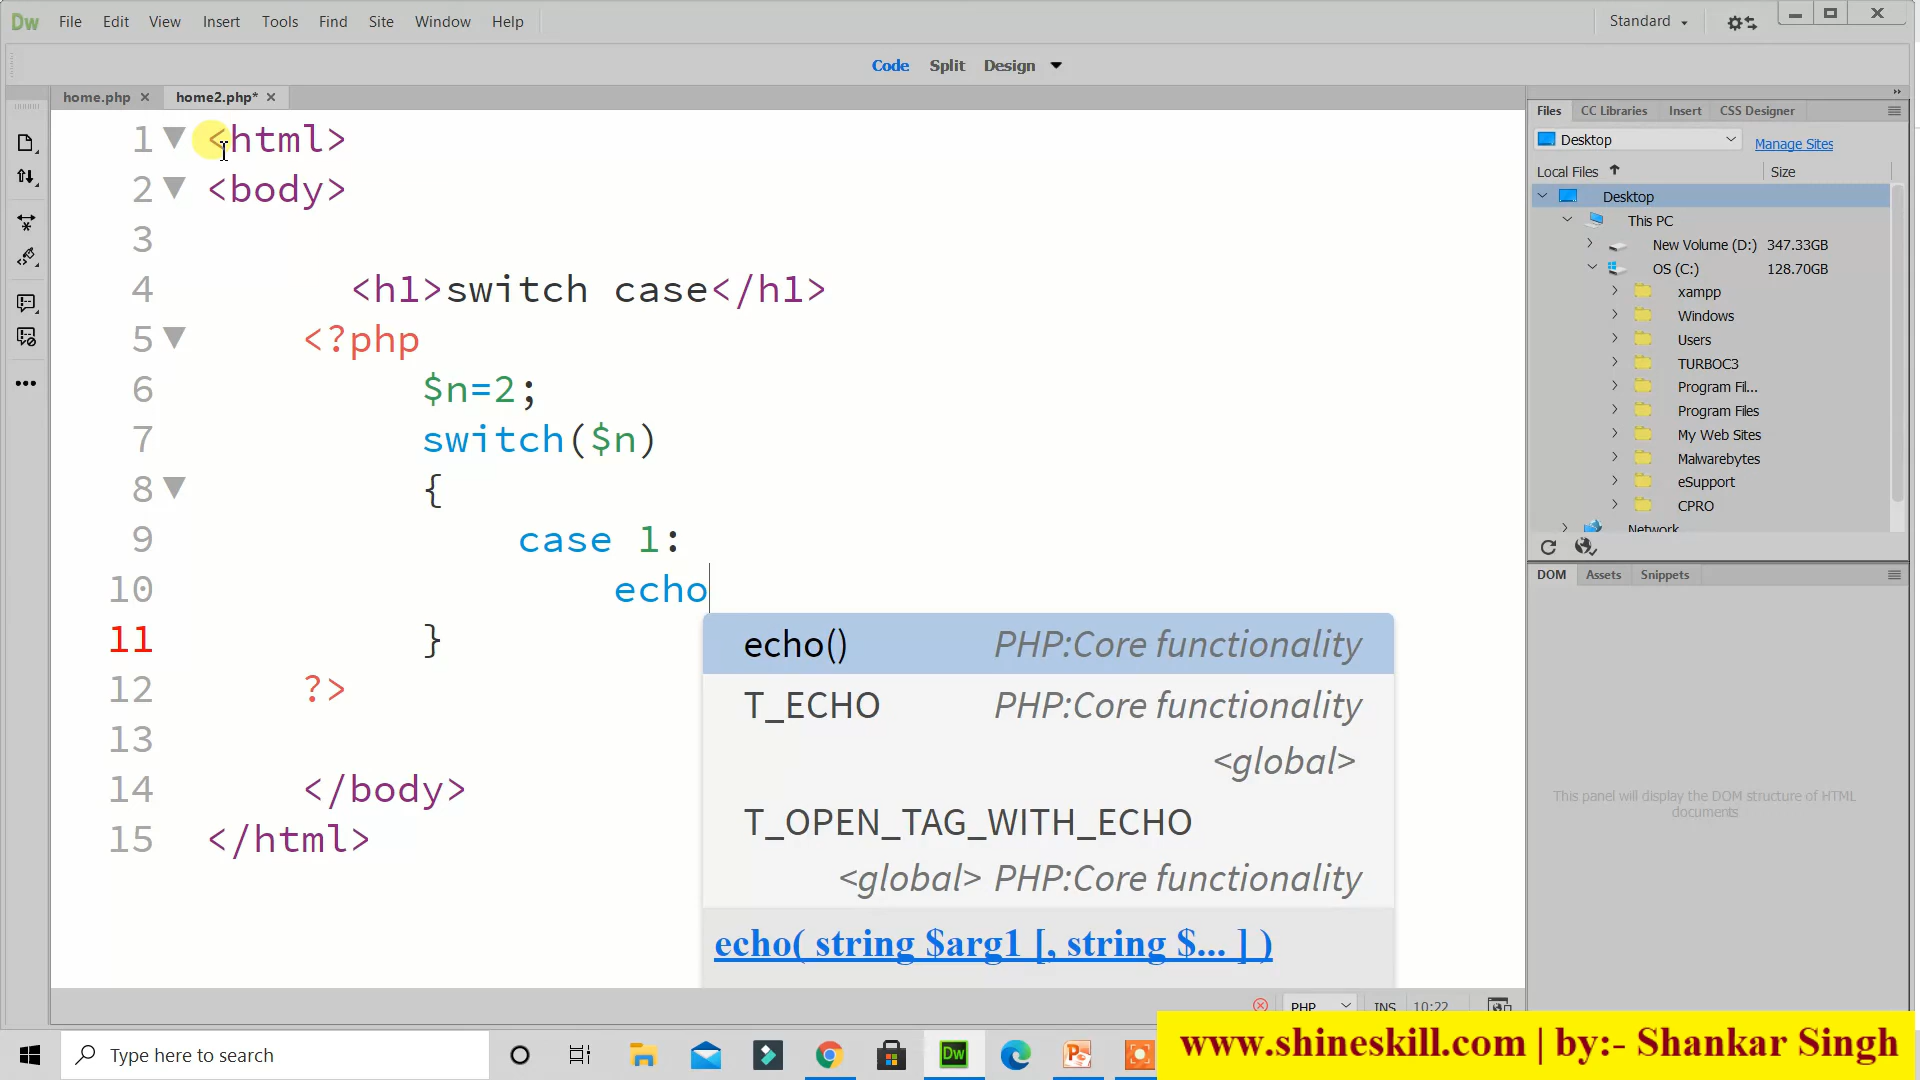 Dw File Edit View Insert Tools Find Site Window Help Standard
Code Split Design
home.php home2.php*
1 <html>
2 <body>
3
4 <h1>switch case</h1>
5 <?php
6 $n=2;
7 switch($n)
8 {
9 case 1:
10 echo
11 }
12 ?>
13
14 </body>
15 </html>
echo() PHP:Core functionality
T_ECHO PHP:Core functionality
<global>
T_OPEN_TAG_WITH_ECHO
<global> PHP:Core functionality
echo( string $arg1 [, string $... ] )
PHP INS 10:22
Files CC Libraries Insert CSS Designer
Desktop Manage Sites
Local Files Size
Desktop
This PC
New Volume (D:) 347.33GB
OS (C:) 128.70GB
xampp
Windows
Users
TURBOC3
Program Fil...
Program Files
My Web Sites
Malwarebytes
eSupport
CPRO
Network
DOM Assets Snippets
This panel will display the DOM structure of HTML
documents
Type here to search
Dw
www.shineskill.com | by:- Shankar Singh